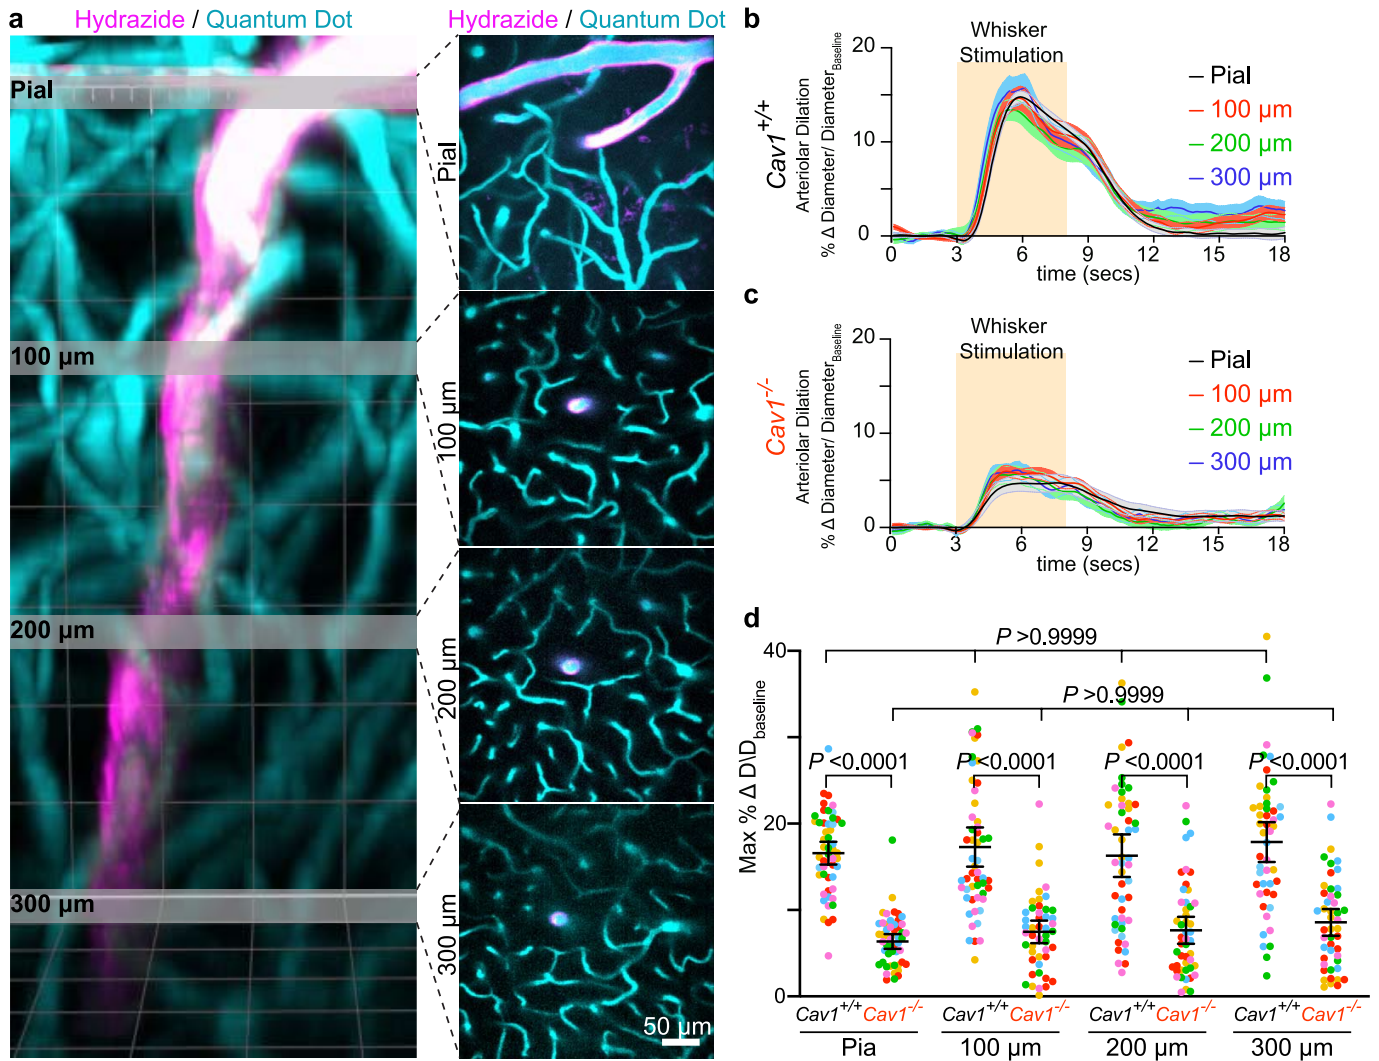 a
Hydrazide / Quantum Dot
Hydrazide / Quantum Dot
Pial
100 µm
200 µm
300 µm
Pial
100 µm
200 µm
300 µm
50 µm
b
Cav1+/+
Arteriolar Dilation
% Δ Diameter/ DiameterBaseline
Whisker
Stimulation
20
10
0
0 3 6 9 12 15 18
time (secs)
– Pial
– 100 µm
– 200 µm
– 300 µm
c
Cav1-/-
Arteriolar Dilation
% Δ Diameter/ DiameterBaseline
Whisker
Stimulation
20
10
0
0 3 6 9 12 15 18
time (secs)
– Pial
– 100 µm
– 200 µm
– 300 µm
d
Max % Δ D\Dbaseline
40
20
0
P >0.9999
P >0.9999
P <0.0001 P <0.0001 P <0.0001 P <0.0001
Cav1+/+ Cav1-/- Cav1+/+ Cav1-/- Cav1+/+ Cav1-/- Cav1+/+ Cav1-/-
Pia 100 µm 200 µm 300 µm